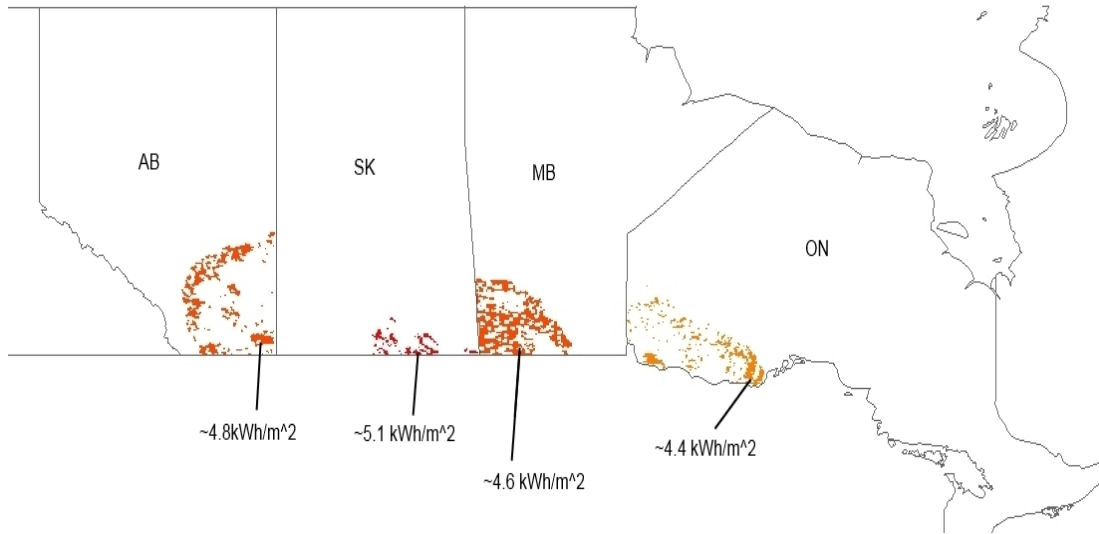 AB
SK
MB
ON
~4.8kWh/m^2
~5.1 kWh/m^2
~4.6 kWh/m^2
~4.4 kWh/m^2